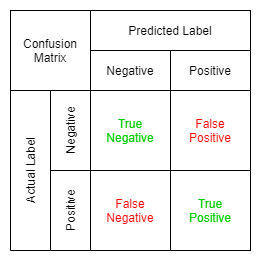 Confusion
Matrix
Predicted Label
Negative
Positive
Actual Label
Negative
True
Negative
False
Positive
Positive
False
Negative
True
Positive